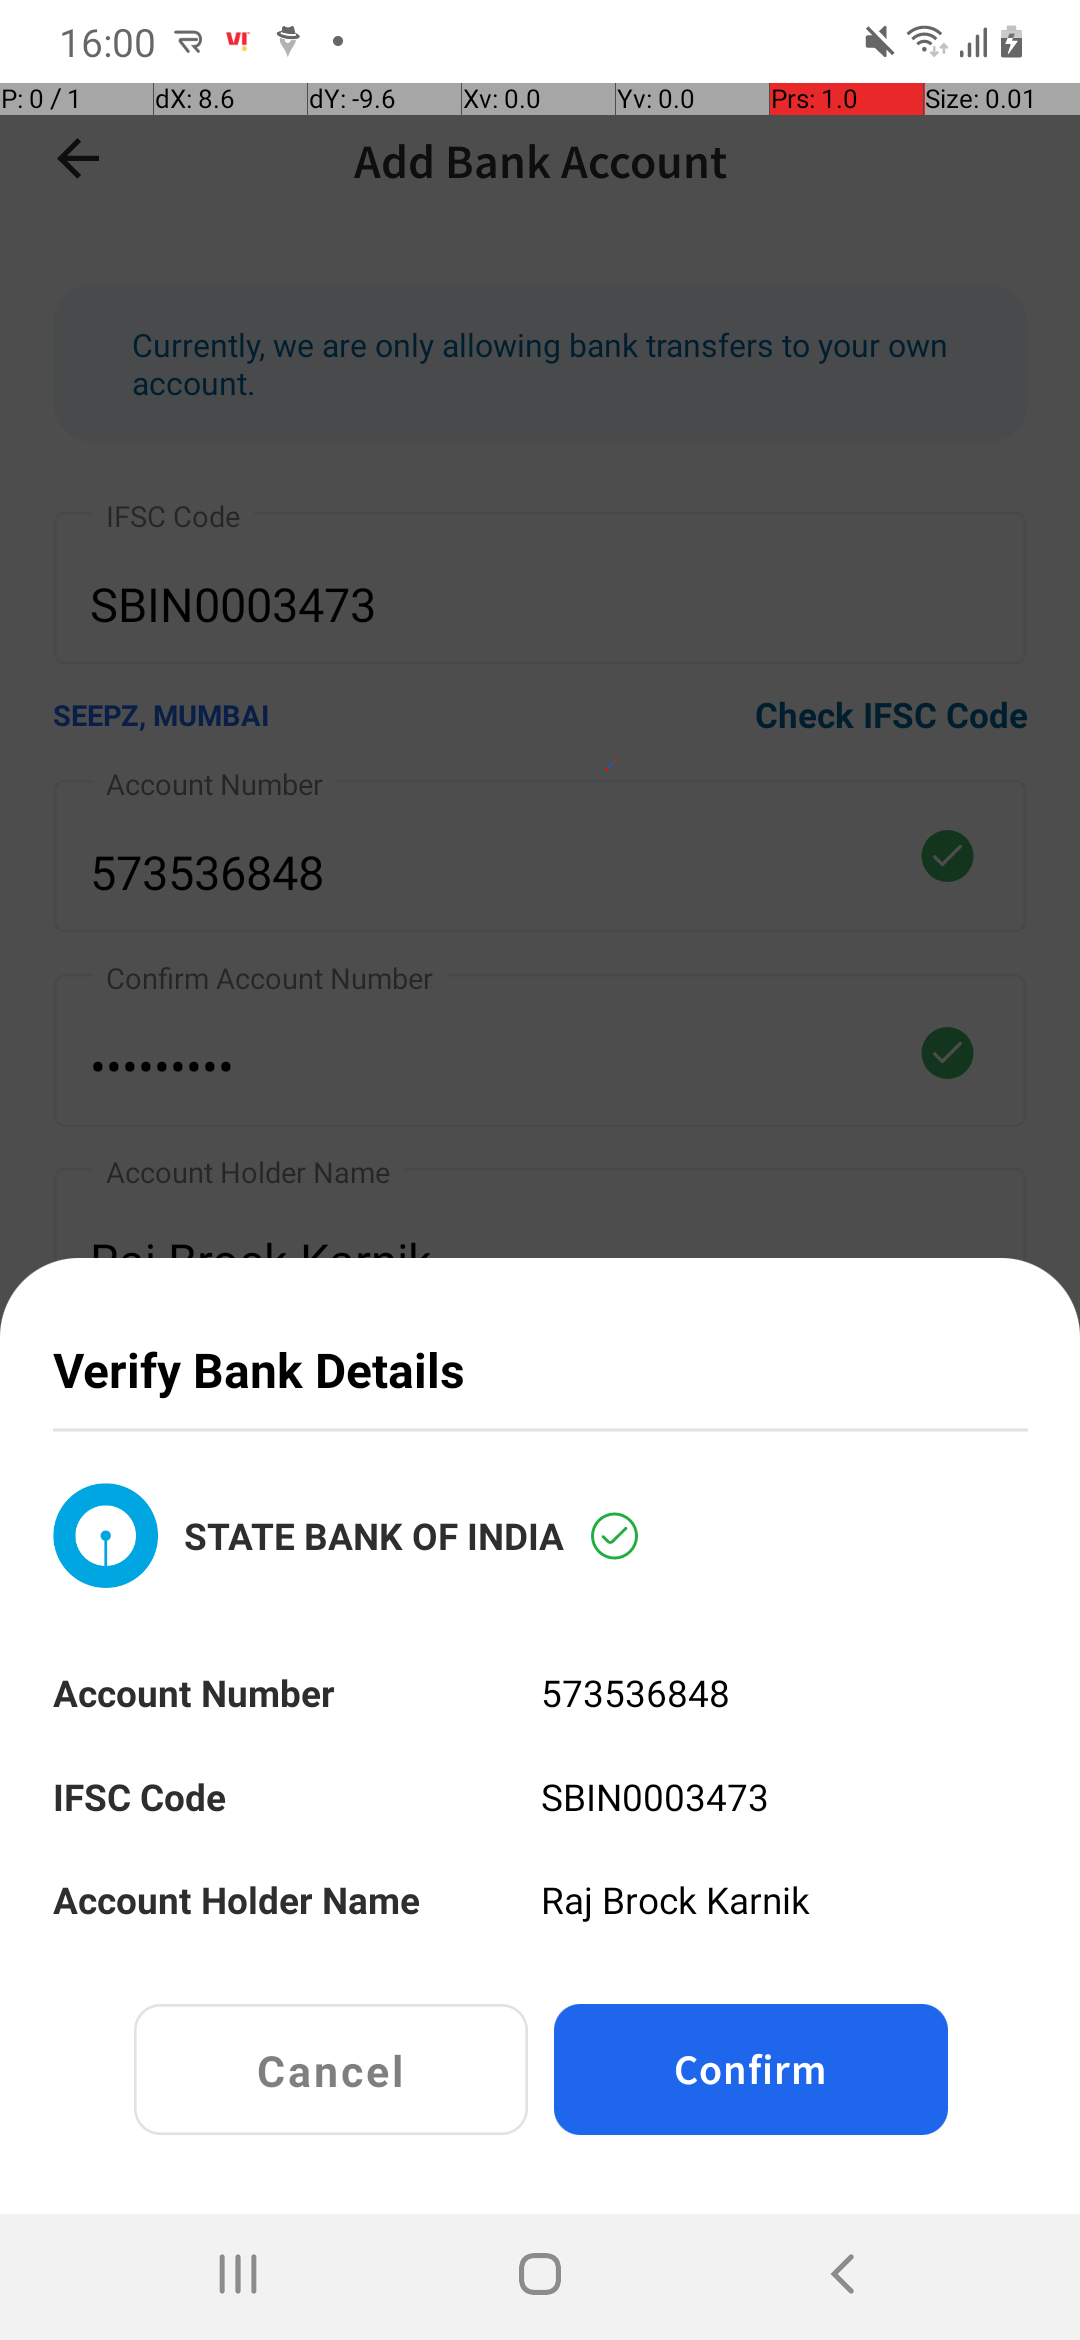 16:00
P: 0 / 1 dX: 8.6 dY: -9.6 Xv: 0.0 Yv: 0.0 Prs: 1.0 Size: 0.01
Add Bank Account
Currently, we are only allowing bank transfers to your own
account.
IFSC Code
SBIN0003473
SEEPZ, MUMBAI Check IFSC Code
Account Number
573536848
Confirm Account Number
•••••••••
Account Holder Name
Raj Brock Karnik
Verify Bank Details
STATE BANK OF INDIA
Account Number 573536848
IFSC Code SBIN0003473
Account Holder Name Raj Brock Karnik
Cancel Confirm